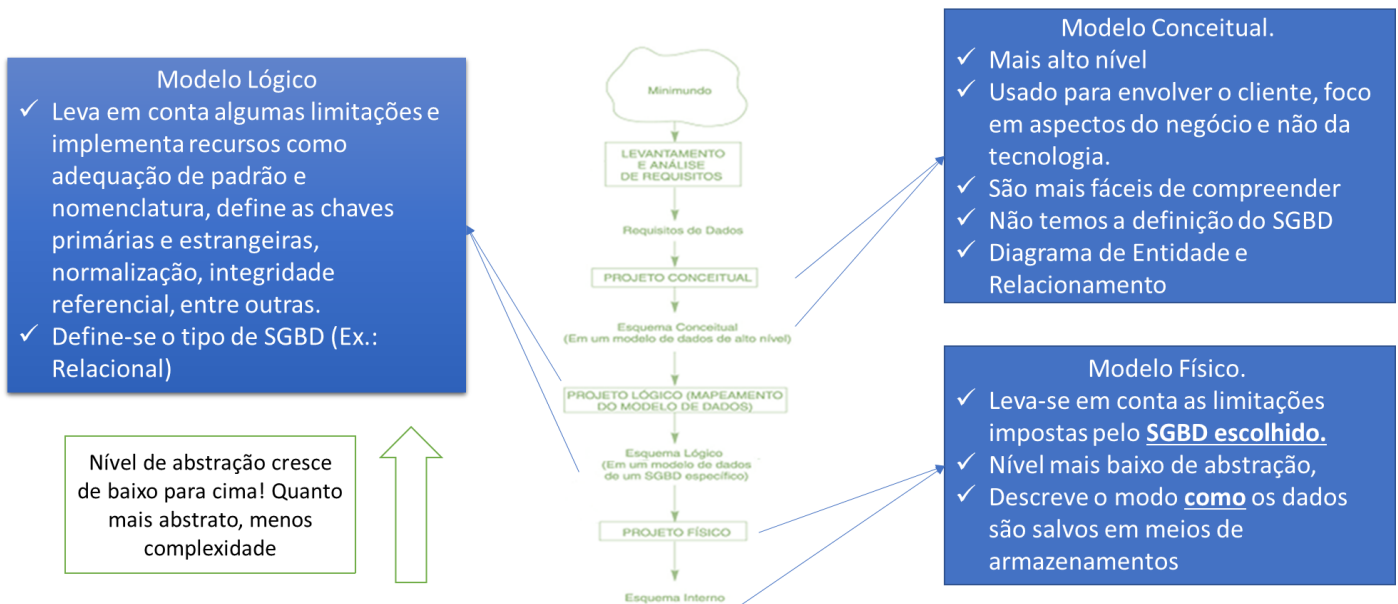 Modelo Lógico
✓ Leva em conta algumas limitações e
implementa recursos como
adequação de padrão e
nomenclatura, define as chaves
primárias e estrangeiras,
normalização, integridade
referencial, entre outras.
✓ Define-se o tipo de SGBD (Ex.:
Relacional)
Nível de abstração cresce
de baixo para cima! Quanto
mais abstrato, menos
complexidade
Minimundo
LEVANTAMENTO
E ANÁLISE
DE REQUISITOS
Requisitos de Dados
PROJETO CONCEITUAL
Esquema Conceitual
(Em um modelo de dados de alto nível)
PROJETO LÓGICO (MAPEAMENTO
DO MODELO DE DADOS)
Esquema Lógico
(Em um modelo de dados
de um SGBD específico)
PROJETO FÍSICO
Esquema Interno
Modelo Conceitual.
✓ Mais alto nível
✓ Usado para envolver o cliente, foco
em aspectos do negócio e não da
tecnologia.
✓ São mais fáceis de compreender
✓ Não temos a definição do SGBD
✓ Diagrama de Entidade e
Relacionamento
Modelo Físico.
✓ Leva-se em conta as limitações
impostas pelo SGBD escolhido.
✓ Nível mais baixo de abstração,
✓ Descreve o modo como os dados
são salvos em meios de
armazenamentos